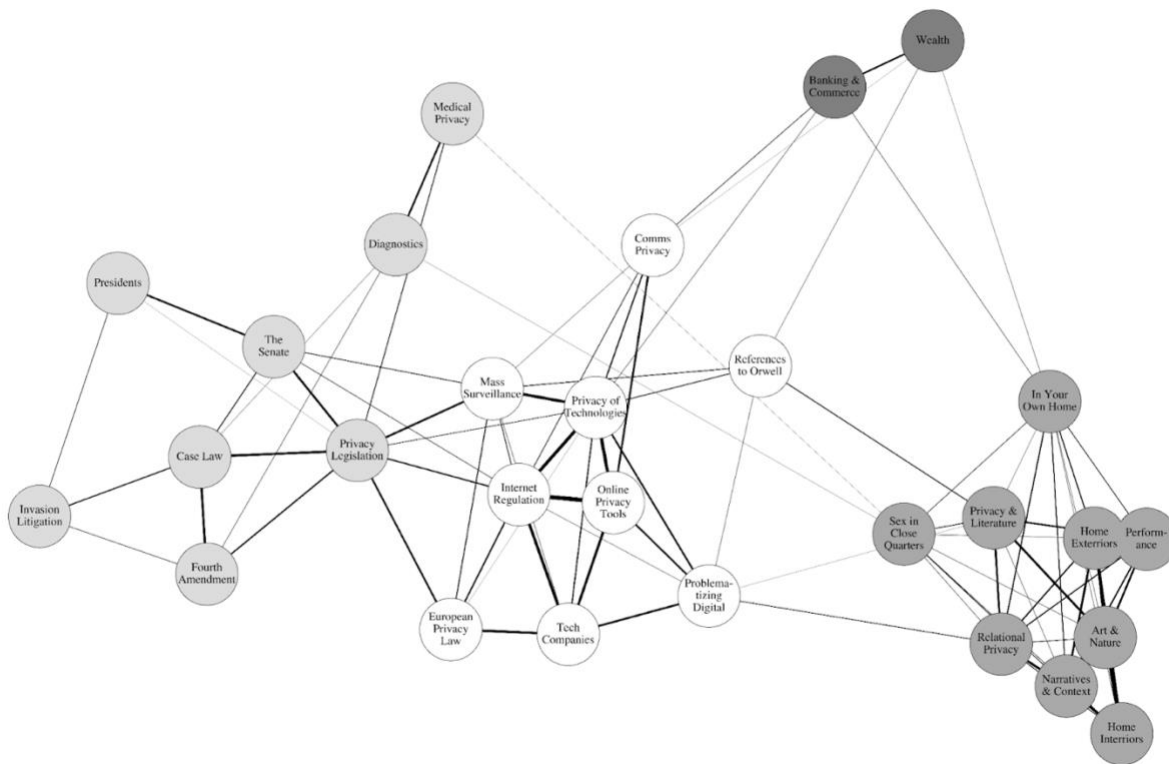 Wealth
Banking &
Commerce
Medical
Privacy
Comms
Privacy
Diagnostics
Presidents
The
Senate
References
to Orwell
Mass
Surveillance
Privacy of
Technologies
In Your
Own Home
Case Law
Privacy
Legislation
Internet
Regulation
Online
Privacy
Tools
Invasion
Litigation
Sex in
Close
Quarters
Privacy &
Literature
Home
Exteriors
Perform-
ance
Fourth
Amendment
Problema-
tizing
Digital
European
Privacy
Law
Tech
Companies
Relational
Privacy
Art &
Nature
Narratives
& Context
Home
Interriors